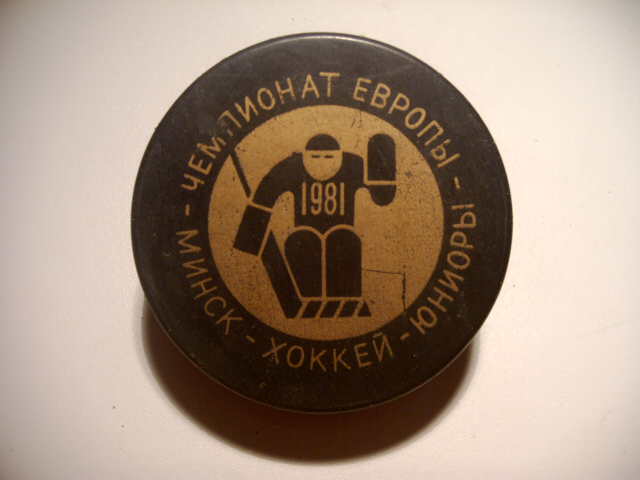 ЧЕМПИОНАТ ЕВРОПЫ - ЮНИОРЫ - ХОККЕЙ - МИНСК -
1981